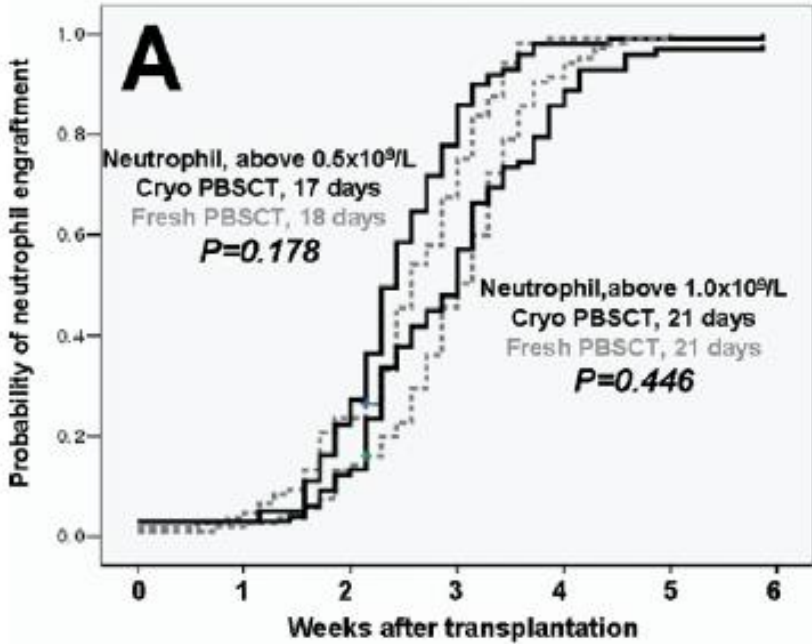 A
Probability of neutrophil engraftment
1.0
0.8
0.6
0.4
0.2
0.0
Neutrophil, above 0.5x10⁹/L
Cryo PBSCT, 17 days
Fresh PBSCT, 18 days
P=0.178
Neutrophil,above 1.0x10⁹/L
Cryo PBSCT, 21 days
Fresh PBSCT, 21 days
P=0.446
0 1 2 3 4 5 6
Weeks after transplantation